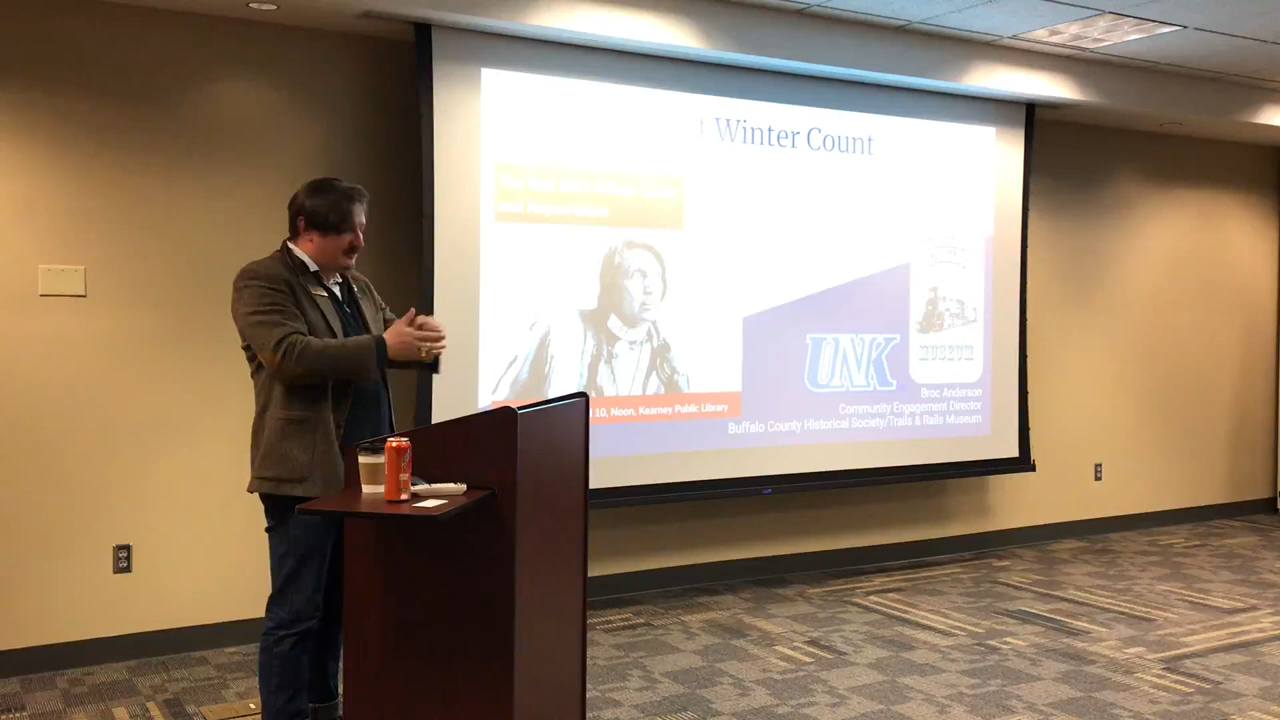 Winter Count
10, Noon, Kearney Public Library
UNK
MUSEUM
Broc Anderson
Community Engagement Director
Buffalo County Historical Society/Trails & Rails Museum